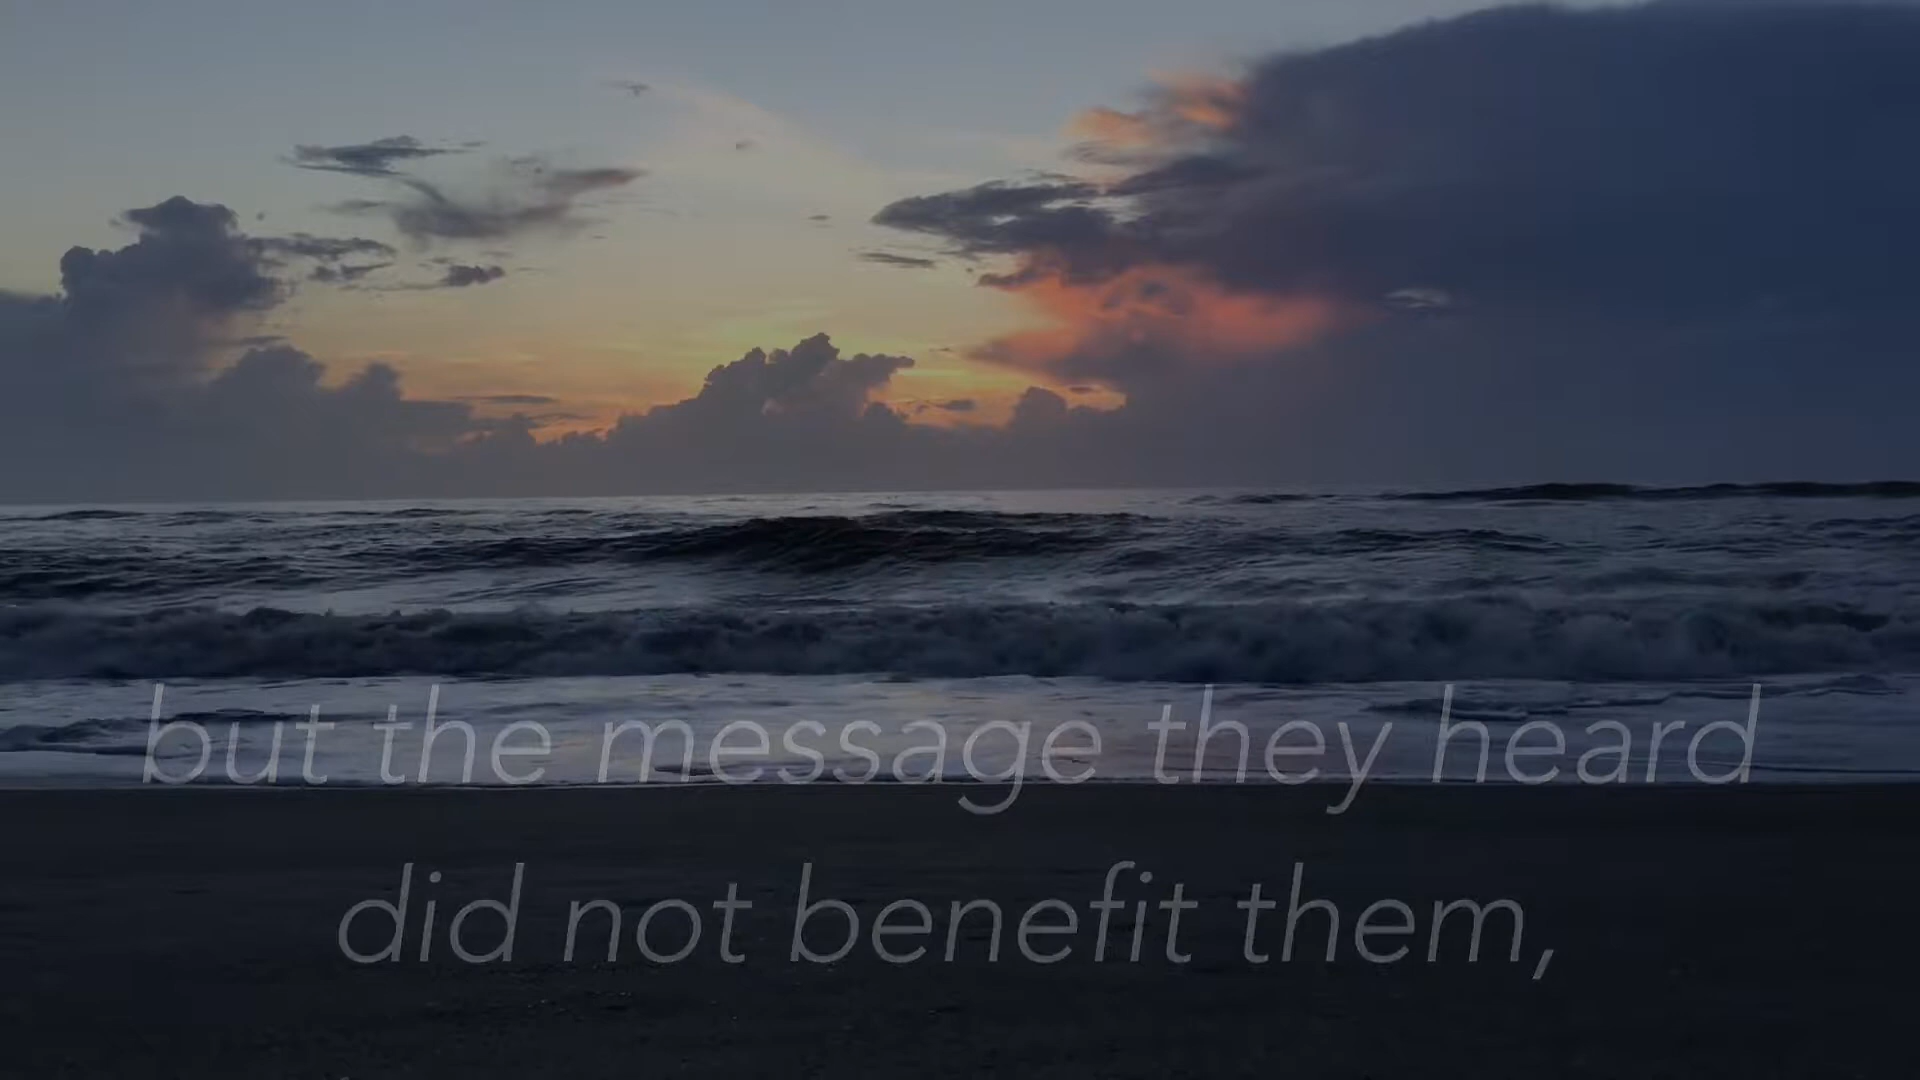 but the message they heard
did not benefit them,